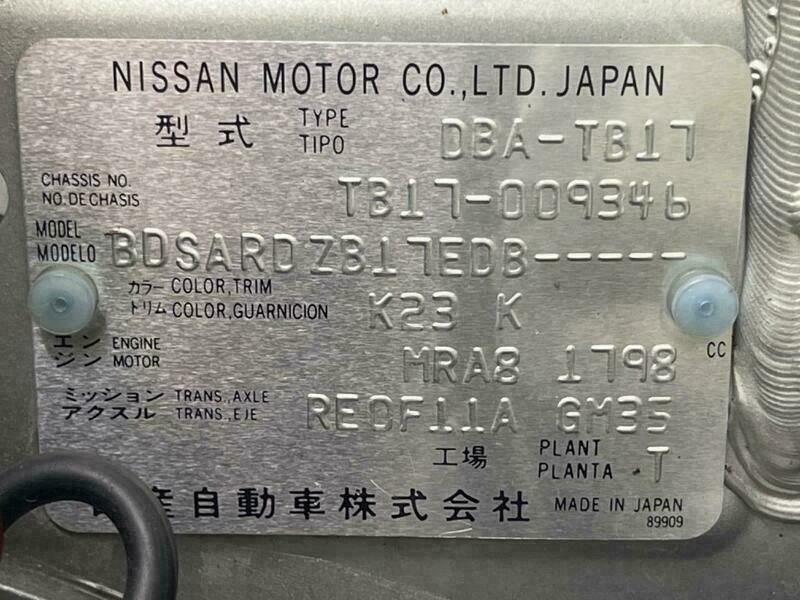 NISSAN MOTOR CO.,LTD. JAPAN
型式 TYPE TIPO DBA-TB17
CHASSIS NO. NO.DE CHASIS TB17-009346
MODEL MODELO BDSARDZB17EDB-----
カラー COLOR,TRIM
トリム COLOR,GUARNICION K23 K
エン ENGINE
ジン MOTOR MRA8 1798 CC
ミッション TRANS.,AXLE
アクスル TRANS.,EJE RE0F11A GM35
工場 PLANT PLANTA T
産自動車株式会社 MADE IN JAPAN
89909